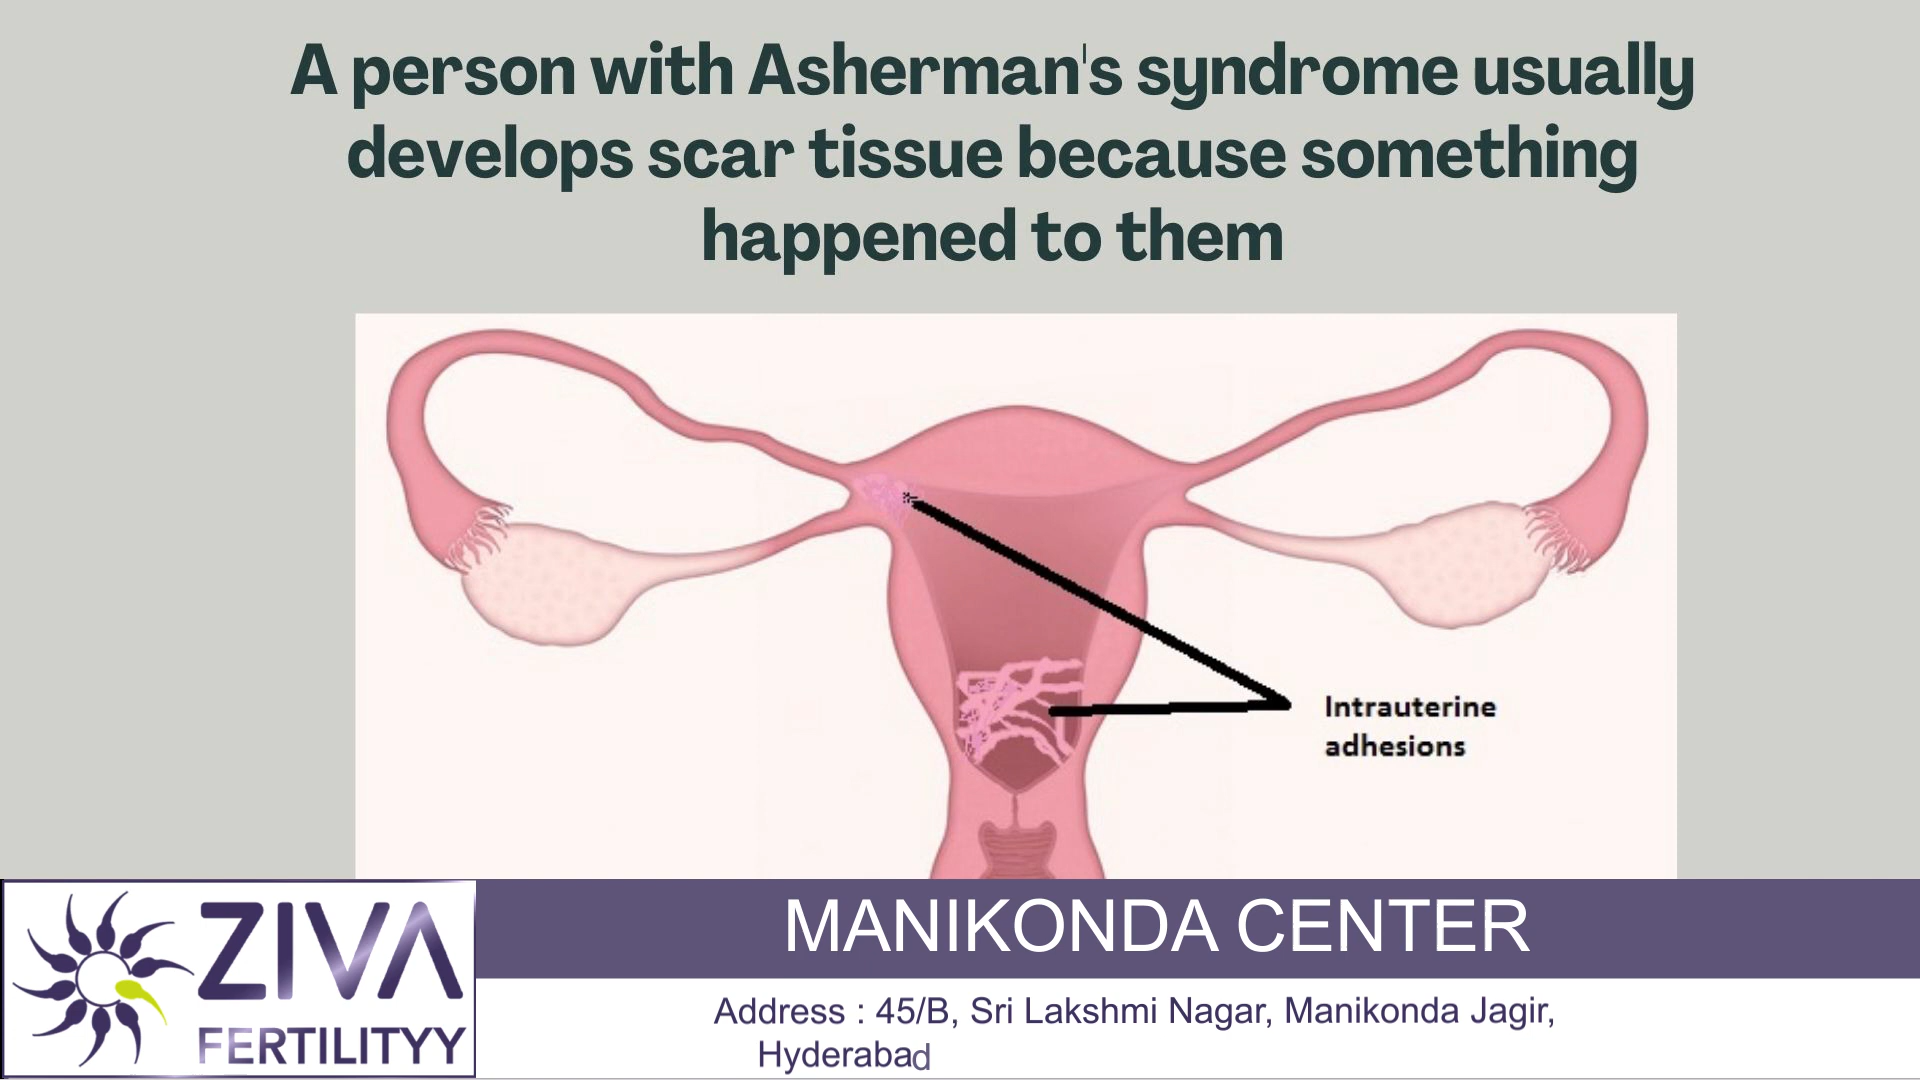 A person with Asherman's syndrome usually
develops scar tissue because something
happened to them
Intrauterine
adhesions
ZIVA
FERTILITYY
MANIKONDA CENTER
Address : 45/B, Sri Lakshmi Nagar, Manikonda Jagir,
Hyderabad